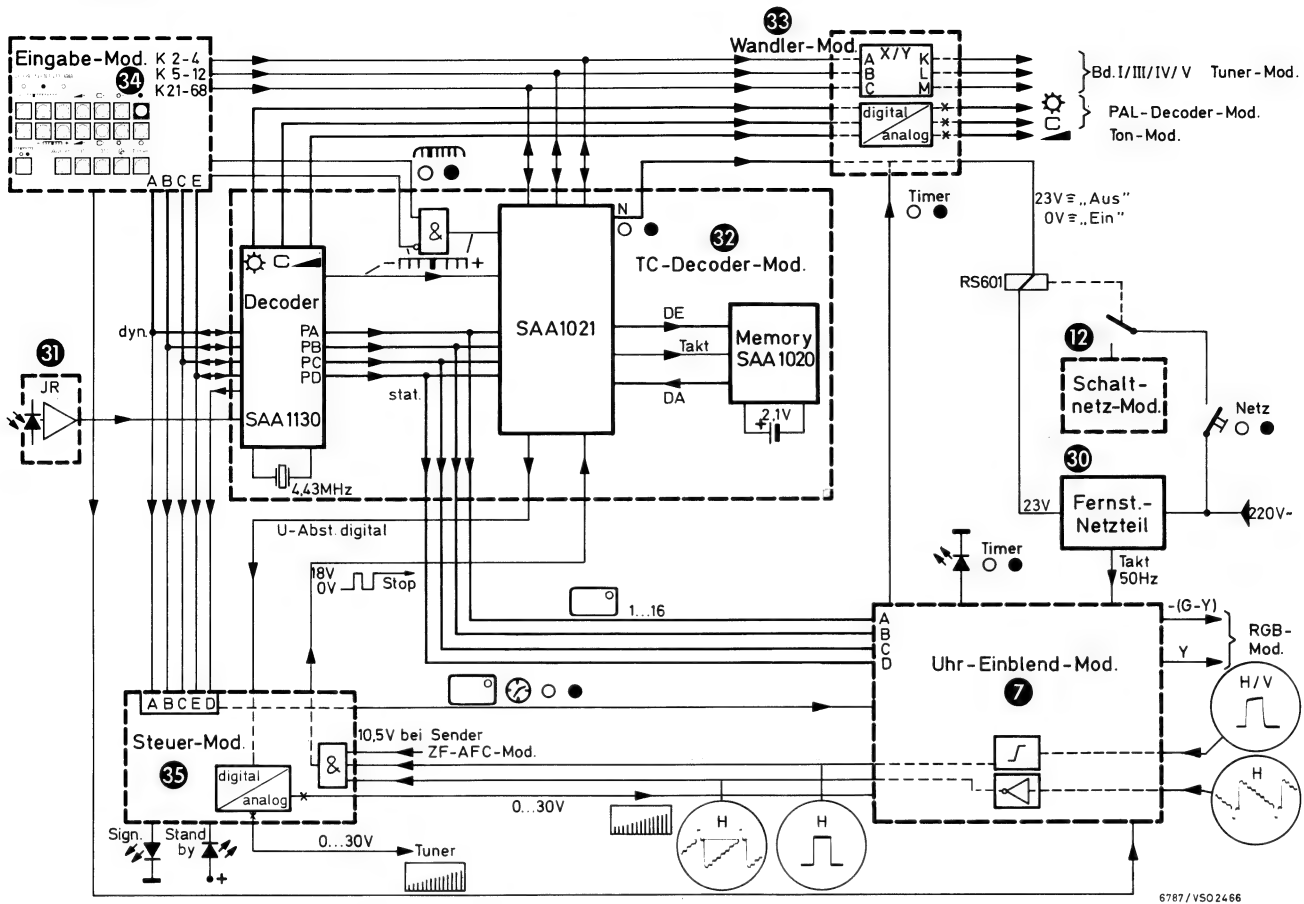 Eingabe-Mod.
34
K 2-4
K 5-12
K 21-68
A B C E
33
Wandler-Mod.
A X/Y K
B L
C M
digital
analog
Bd. I/III/IV/V Tuner-Mod.
PAL-Decoder-Mod.
Ton-Mod.
Timer
23V ≙ „Aus”
0V ≙ „Ein”
RS601
12
Schalt-
netz-Mod.
Netz
30
Fernst.-
Netzteil
23V
220V~
Takt
50Hz
32
TC-Decoder-Mod.
&
- +
N
Decoder
PA
PB
PC
PD
SAA1130
4,43MHz
dyn.
stat.
SAA1021
DE
Takt
DA
Memory
SAA1020
+ 2,1V
31
JR
U-Abst. digital
18V
0V
Stop
1...16
Timer
A
B
C
D
Uhr-Einblend-Mod.
7
-(G-Y)
Y
RGB-
Mod.
H/V
H
A B C E D
Steuer-Mod.
35
digital
analog
&
10,5V bei Sender
ZF-AFC-Mod.
0...30V
H
H
Sign.
Stand
by
+
0...30V
Tuner
6787/VSO2466